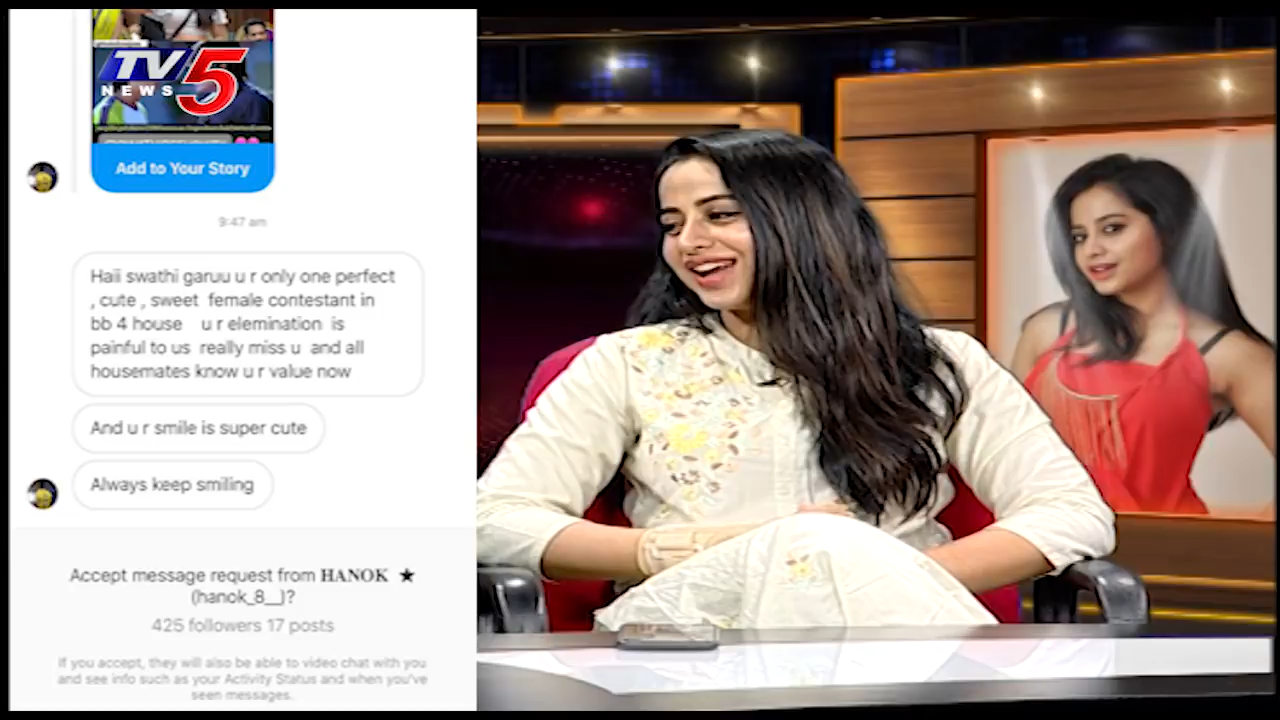 TV5
NEWS
Add to Your Story
9:47 am
Haii swathi garuu u r only one perfect
, cute , sweet female contestant in
bb 4 house u r elemination is
painful to us really miss u and all
housemates know u r value now
And u r smile is super cute
Always keep smiling
Accept message request from HANOK ★
(hanok_8__)?
425 followers 17 posts
If you accept, they will also be able to video chat with you
and see info such as your Activity Status and when you've
seen messages.